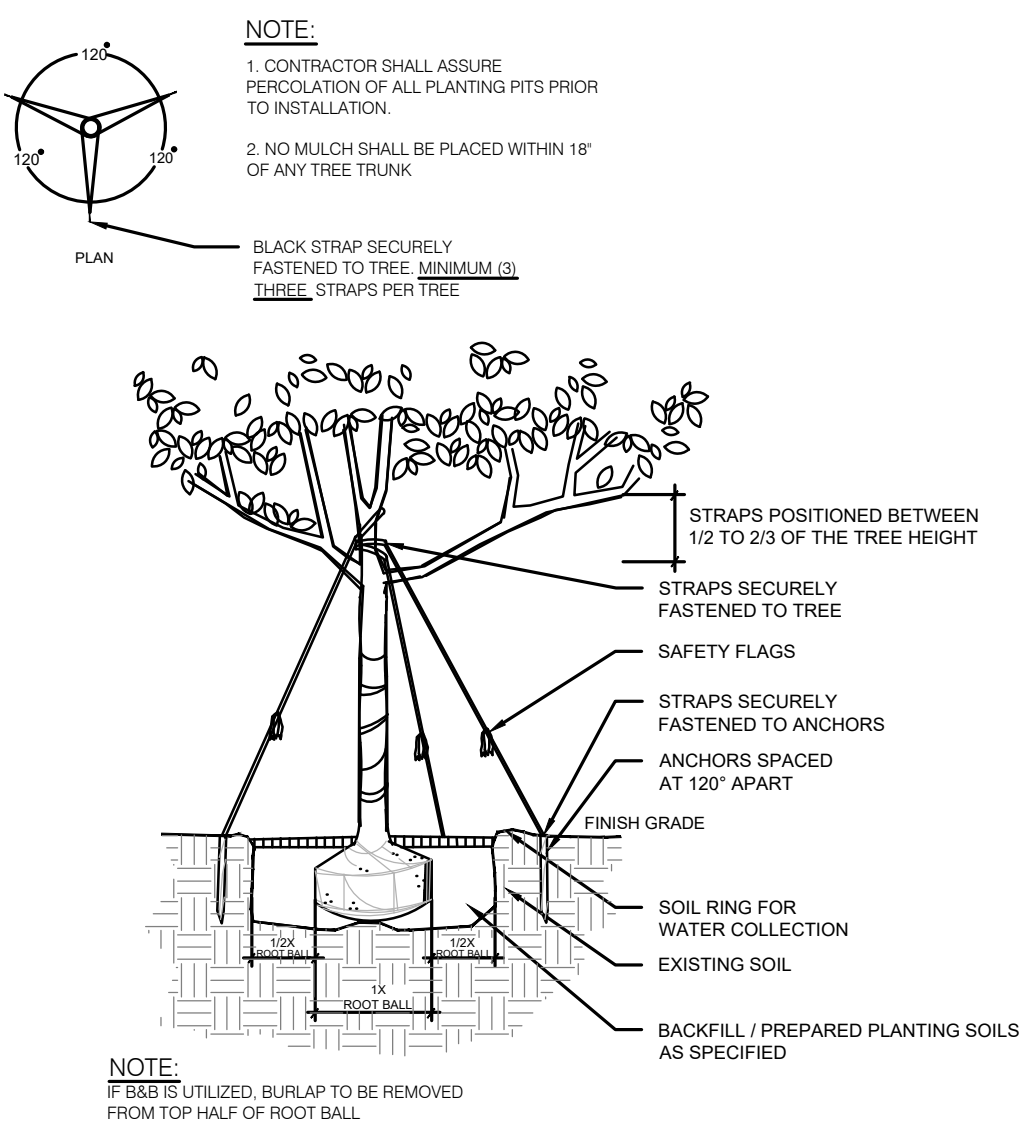 NOTE:
1. CONTRACTOR SHALL ASSURE
PERCOLATION OF ALL PLANTING PITS PRIOR
TO INSTALLATION.
2. NO MULCH SHALL BE PLACED WITHIN 18"
OF ANY TREE TRUNK
120°
120°
120°
PLAN
BLACK STRAP SECURELY
FASTENED TO TREE. MINIMUM (3)
THREE STRAPS PER TREE
STRAPS POSITIONED BETWEEN
1/2 TO 2/3 OF THE TREE HEIGHT
STRAPS SECURELY
FASTENED TO TREE
SAFETY FLAGS
STRAPS SECURELY
FASTENED TO ANCHORS
ANCHORS SPACED
AT 120° APART
FINISH GRADE
SOIL RING FOR
WATER COLLECTION
EXISTING SOIL
BACKFILL / PREPARED PLANTING SOILS
AS SPECIFIED
1/2X
ROOT BALL
1/2X
ROOT BALL
1X
ROOT BALL
NOTE:
IF B&B IS UTILIZED, BURLAP TO BE REMOVED
FROM TOP HALF OF ROOT BALL